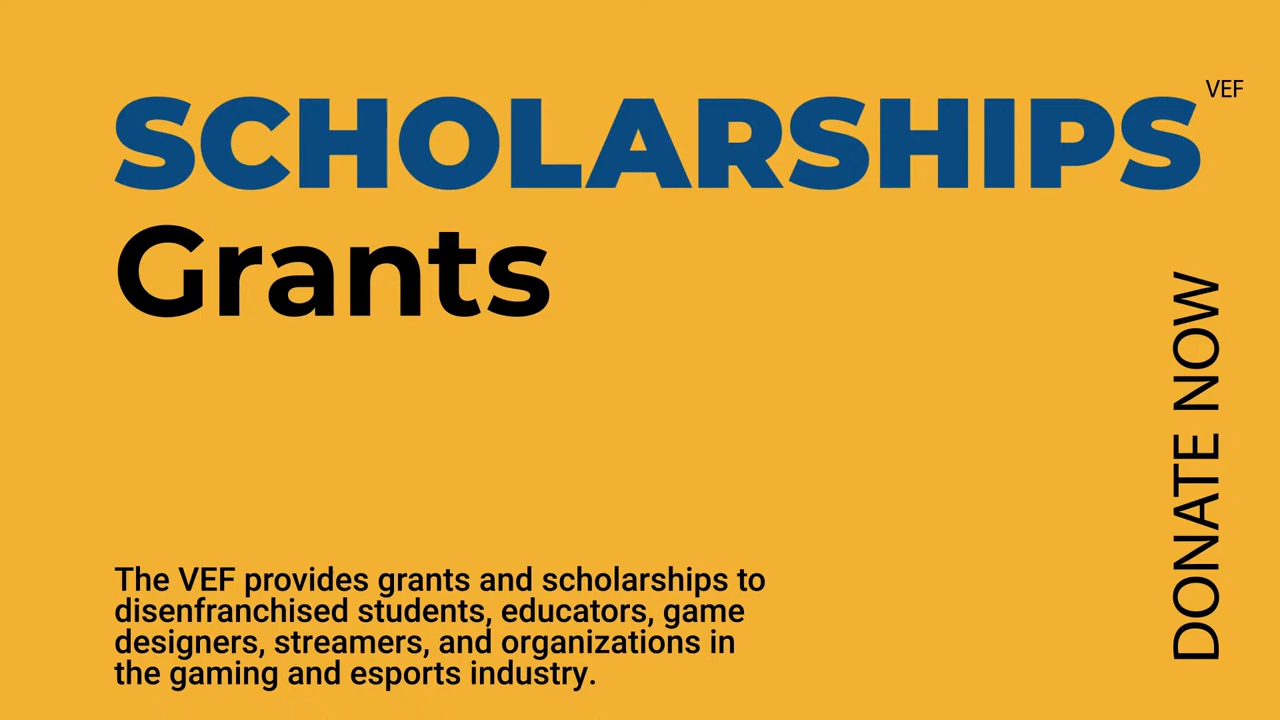 VEF
SCHOLARSHIPS
Grants
DONATE NOW
The VEF provides grants and scholarships to
disenfranchised students, educators, game
designers, streamers, and organizations in
the gaming and esports industry.